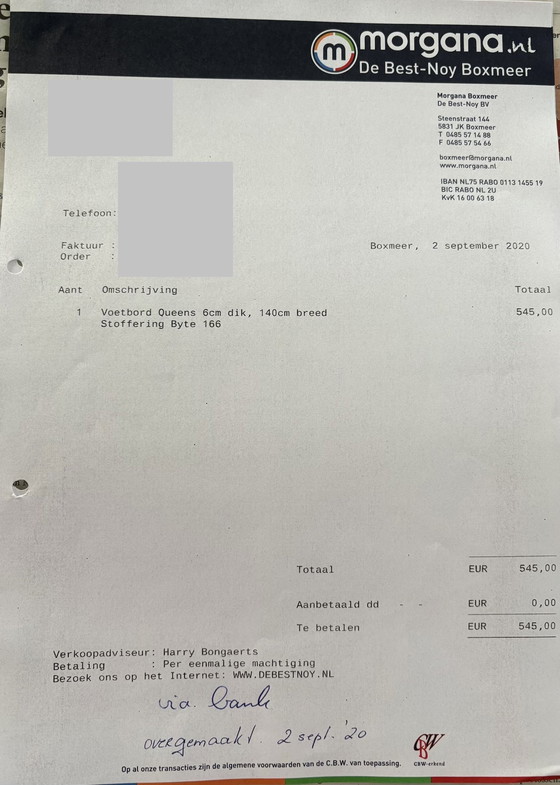 m morgana.nl
De Best-Noy Boxmeer
Morgana Boxmeer
De Best-Noy BV
Steenstraat 144
5831 JK Boxmeer
T 0485 57 14 88
F 0485 57 54 66
boxmeer@morgana.nl
www.morgana.nl
IBAN NL75 RABO 0113 1455 19
BIC RABO NL 2U
KvK 16 00 63 18
Telefoon:
Faktuur :
Order :
Boxmeer, 2 september 2020
Aant Omschrijving Totaal
1 Voetbord Queens 6cm dik, 140cm breed 545,00
Stoffering Byte 166
Totaal EUR 545,00
Aanbetaald dd - - EUR 0,00
Te betalen EUR 545,00
Verkoopadviseur: Harry Bongaerts
Betaling : Per eenmalige machtiging
Bezoek ons op het Internet: WWW.DEBESTNOY.NL
via bank
overgemaakt. 2 sept. '20
CBW
CBW-erkend
Op al onze transacties zijn de algemene voorwaarden van de C.B.W. van toepassing.